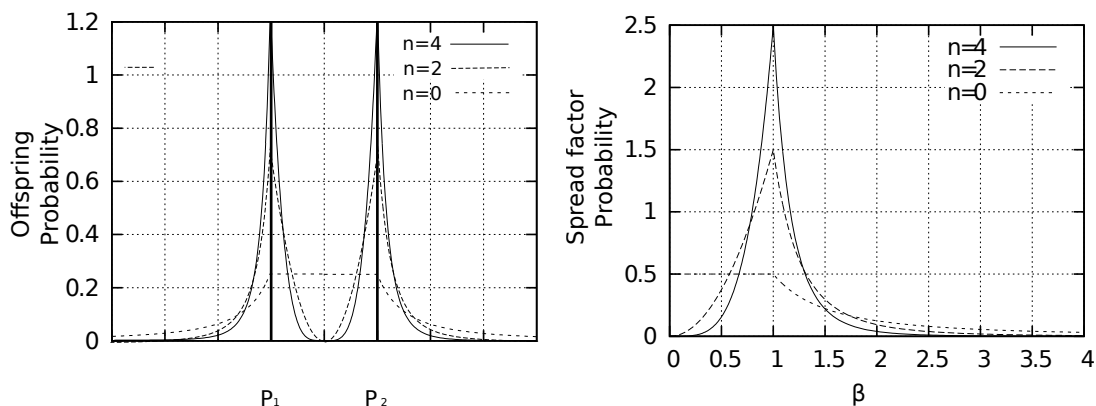 Offspring
Probability
1.2
1
0.8
0.6
0.4
0.2
0
n=4
n=2
n=0
P₁
P₂
Spread factor
Probability
2.5
2
1.5
1
0.5
0
n=4
n=2
n=0
0 0.5 1 1.5 2 2.5 3 3.5 4
β